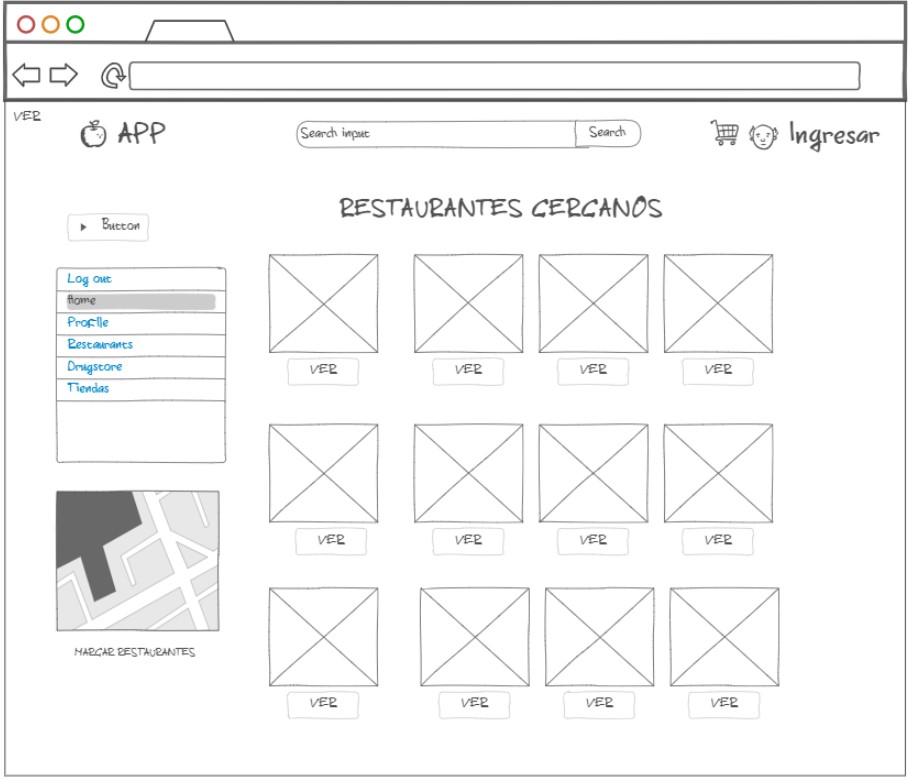 VER
APP
Search input
Search
Ingresar
RESTAURANTES CERCANOS
Button
Log out
Home
Profile
Restaurants
Drugstore
Tiendas
VER VER VER VER
VER VER VER VER
MARCAR RESTAURANTES
VER VER VER VER